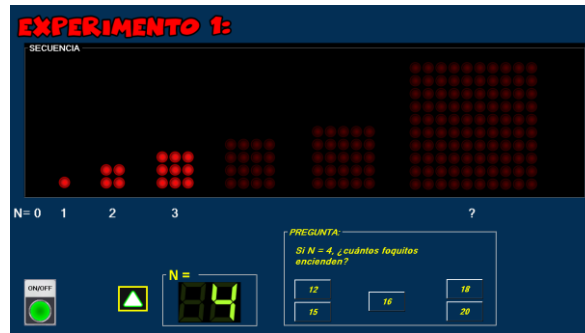 EXPERIMENTO 1:
SECUENCIA
N= 0 1 2 3 ?
PREGUNTA:
Si N = 4, ¿cuántos foquitos
encienden?
ON/OFF
N =
4
12 16 18
15 20